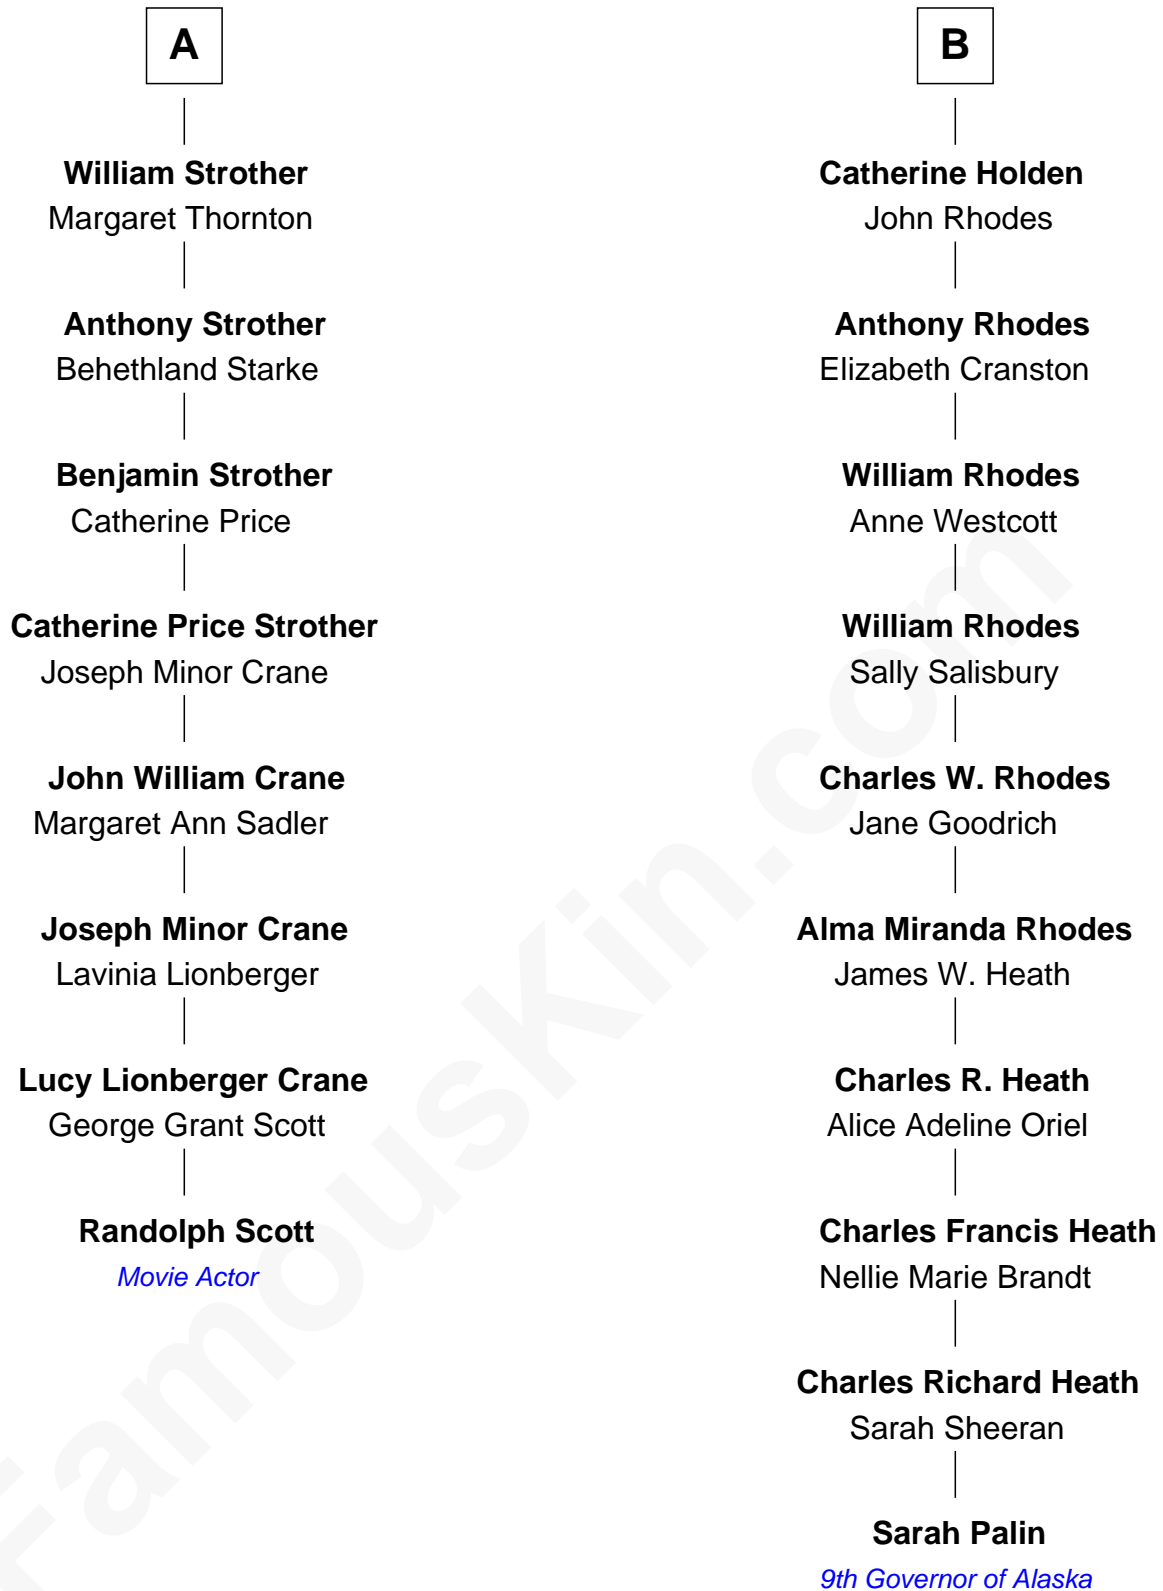 A
William Strother
Margaret Thornton
Anthony Strother
Behethland Starke
Benjamin Strother
Catherine Price
Catherine Price Strother
Joseph Minor Crane
John William Crane
Margaret Ann Sadler
Joseph Minor Crane
Lavinia Lionberger
Lucy Lionberger Crane
George Grant Scott
Randolph Scott
Movie Actor
B
Catherine Holden
John Rhodes
Anthony Rhodes
Elizabeth Cranston
William Rhodes
Anne Westcott
William Rhodes
Sally Salisbury
Charles W. Rhodes
Jane Goodrich
Alma Miranda Rhodes
James W. Heath
Charles R. Heath
Alice Adeline Oriel
Charles Francis Heath
Nellie Marie Brandt
Charles Richard Heath
Sarah Sheeran
Sarah Palin
9th Governor of Alaska
FamousKin.com